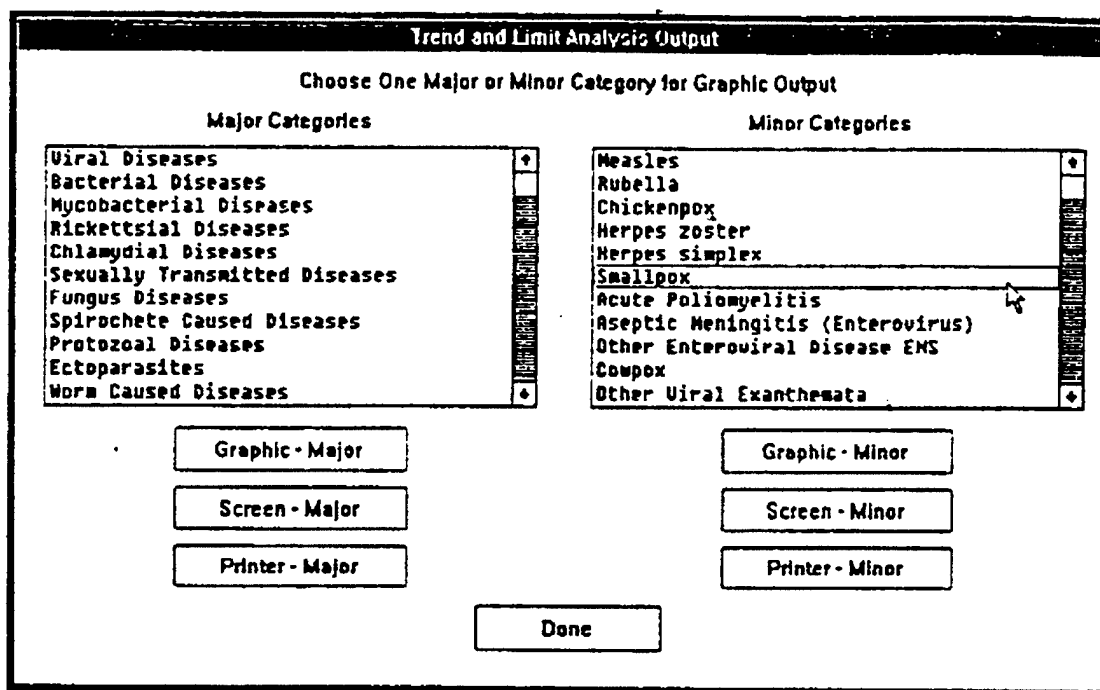 Trend and Limit Analysis Output
Choose One Major or Minor Category for Graphic Output
Major Categories
Viral Diseases
Bacterial Diseases
Mycobacterial Diseases
Rickettsial Diseases
Chlamydial Diseases
Sexually Transmitted Diseases
Fungus Diseases
Spirochete Caused Diseases
Protozoal Diseases
Ectoparasites
Worm Caused Diseases
Graphic - Major
Screen - Major
Printer - Major
Minor Categories
Measles
Rubella
Chickenpox
Herpes zoster
Herpes simplex
Smallpox
Acute Poliomyelitis
Aseptic Meningitis (Enterovirus)
Other Enteroviral Disease ENS
Cowpox
Other Viral Exanthemata
Graphic - Minor
Screen - Minor
Printer - Minor
Done